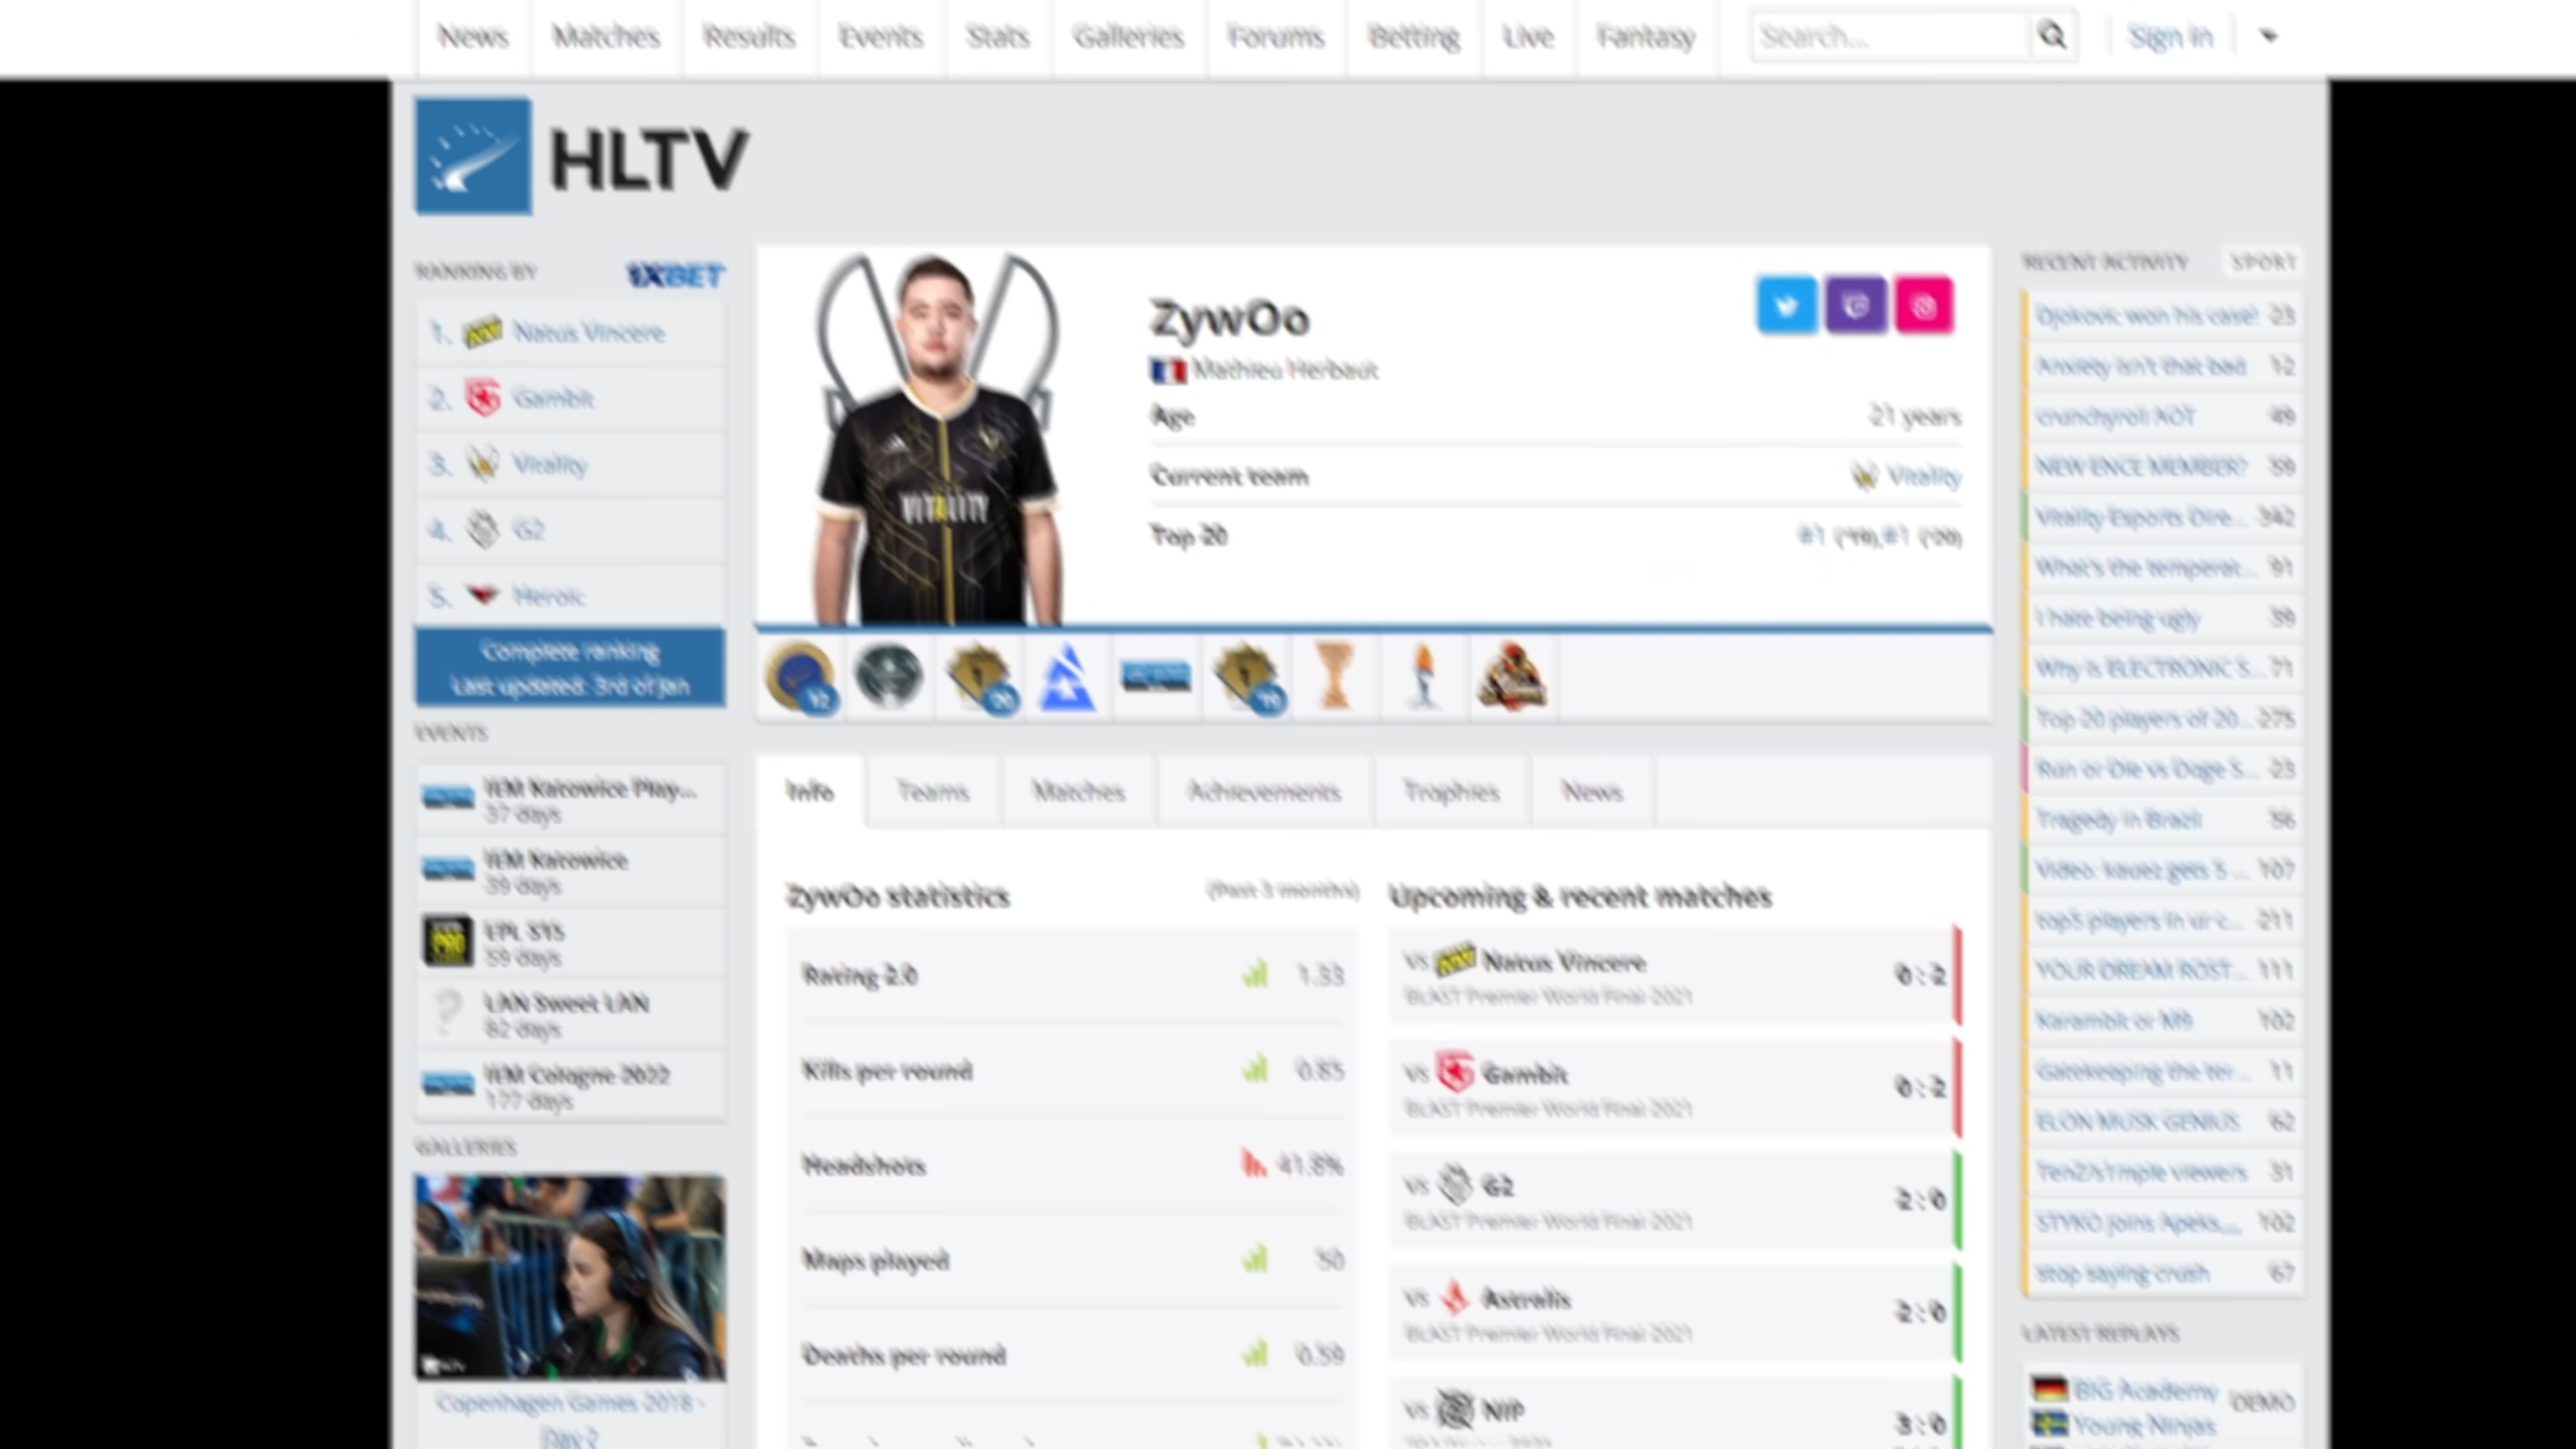 News Matches Results Events Stats Galleries Forums Betting Live Fantasy Search... Sign in
HLTV
RANKING BY 1XBET
1. Natus Vincere
2. Gambit
3. Vitality
4. G2
5. Heroic
Complete ranking
Last updated: 3rd of Jan
EVENTS
IEM Katowice Play...
37 days
IEM Katowice
39 days
EPL S15
59 days
LAN Sweet LAN
82 days
IEM Cologne 2022
177 days
GALLERIES
Copenhagen Games 2018 -
Day 2
VITALITY
ZywOo
Mathieu Herbaut
Age 21 years
Current team Vitality
Top 20 #1 ('19), #1 ('20)
Info Teams Matches Achievements Trophies News
ZywOo statistics (Past 3 months)
Rating 2.0 1.33
Kills per round 0.85
Headshots 41.8%
Maps played 50
Deaths per round 0.59
Upcoming & recent matches
vs Natus Vincere 0 : 2
BLAST Premier World Final 2021
vs Gambit 0 : 2
BLAST Premier World Final 2021
vs G2 2 : 0
BLAST Premier World Final 2021
vs Astralis 2 : 0
BLAST Premier World Final 2021
vs NIP 3 : 0
RECENT ACTIVITY SPORT
Djokovic won his case! 23
Anxiety isn't that bad 12
crunchyroll AOT 49
NEW ENCE MEMBER? 59
Vitality Esports Dire... 342
What's the temperat... 91
I hate being ugly 39
Why is ELECTRONIC S... 71
Top 20 players of 20... 275
Run or Die vs Doge S... 23
Tragedy in Brazil 56
Video: kauez gets 5 ... 107
top5 players in ur c... 211
YOUR DREAM ROST... 111
Karambit or M9 102
Gatekeeping the ter... 11
ELON MUSK GENIUS 62
TenZ/s1mple viewers 31
STYKO joins Apeks,... 102
stop saying crush 67
LATEST REPLAYS
BIG Academy DEMO
Young Ninjas